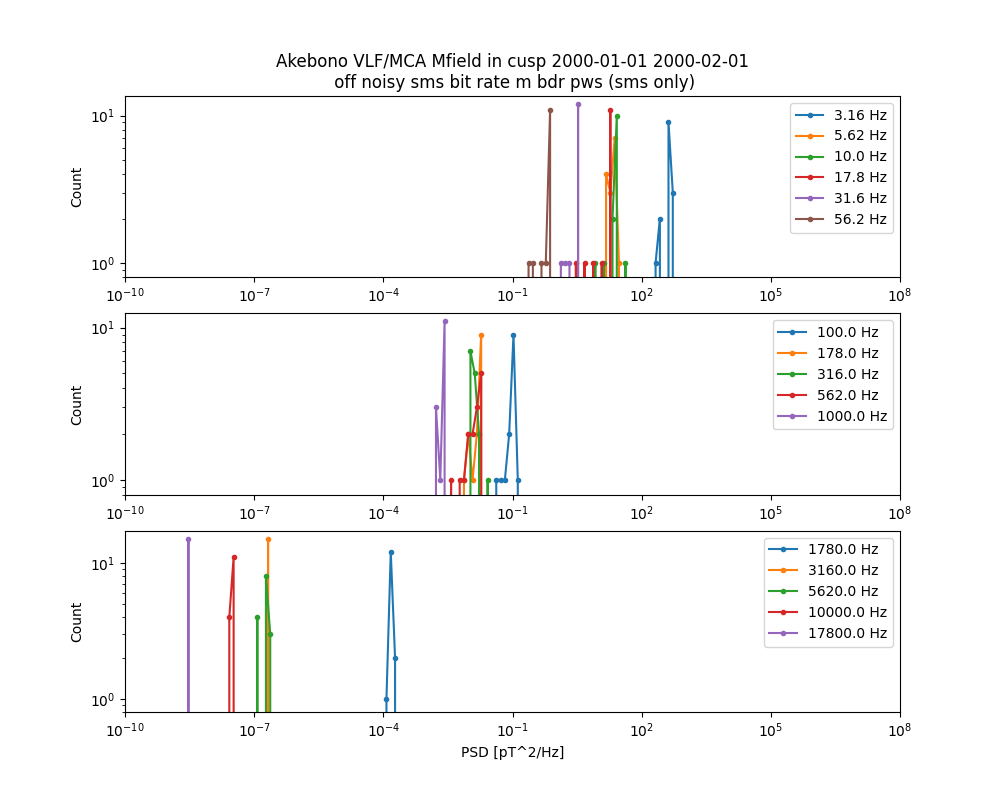 Akebono VLF/MCA Mfield in cusp 2000-01-01 2000-02-01
off noisy sms bit rate m bdr pws (sms only)
Count
10¹
10⁰
3.16 Hz
5.62 Hz
10.0 Hz
17.8 Hz
31.6 Hz
56.2 Hz
10⁻¹⁰ 10⁻⁷ 10⁻⁴ 10⁻¹ 10² 10⁵ 10⁸
Count
10¹
10⁰
100.0 Hz
178.0 Hz
316.0 Hz
562.0 Hz
1000.0 Hz
10⁻¹⁰ 10⁻⁷ 10⁻⁴ 10⁻¹ 10² 10⁵ 10⁸
Count
10¹
10⁰
1780.0 Hz
3160.0 Hz
5620.0 Hz
10000.0 Hz
17800.0 Hz
10⁻¹⁰ 10⁻⁷ 10⁻⁴ 10⁻¹ 10² 10⁵ 10⁸
PSD [pT^2/Hz]